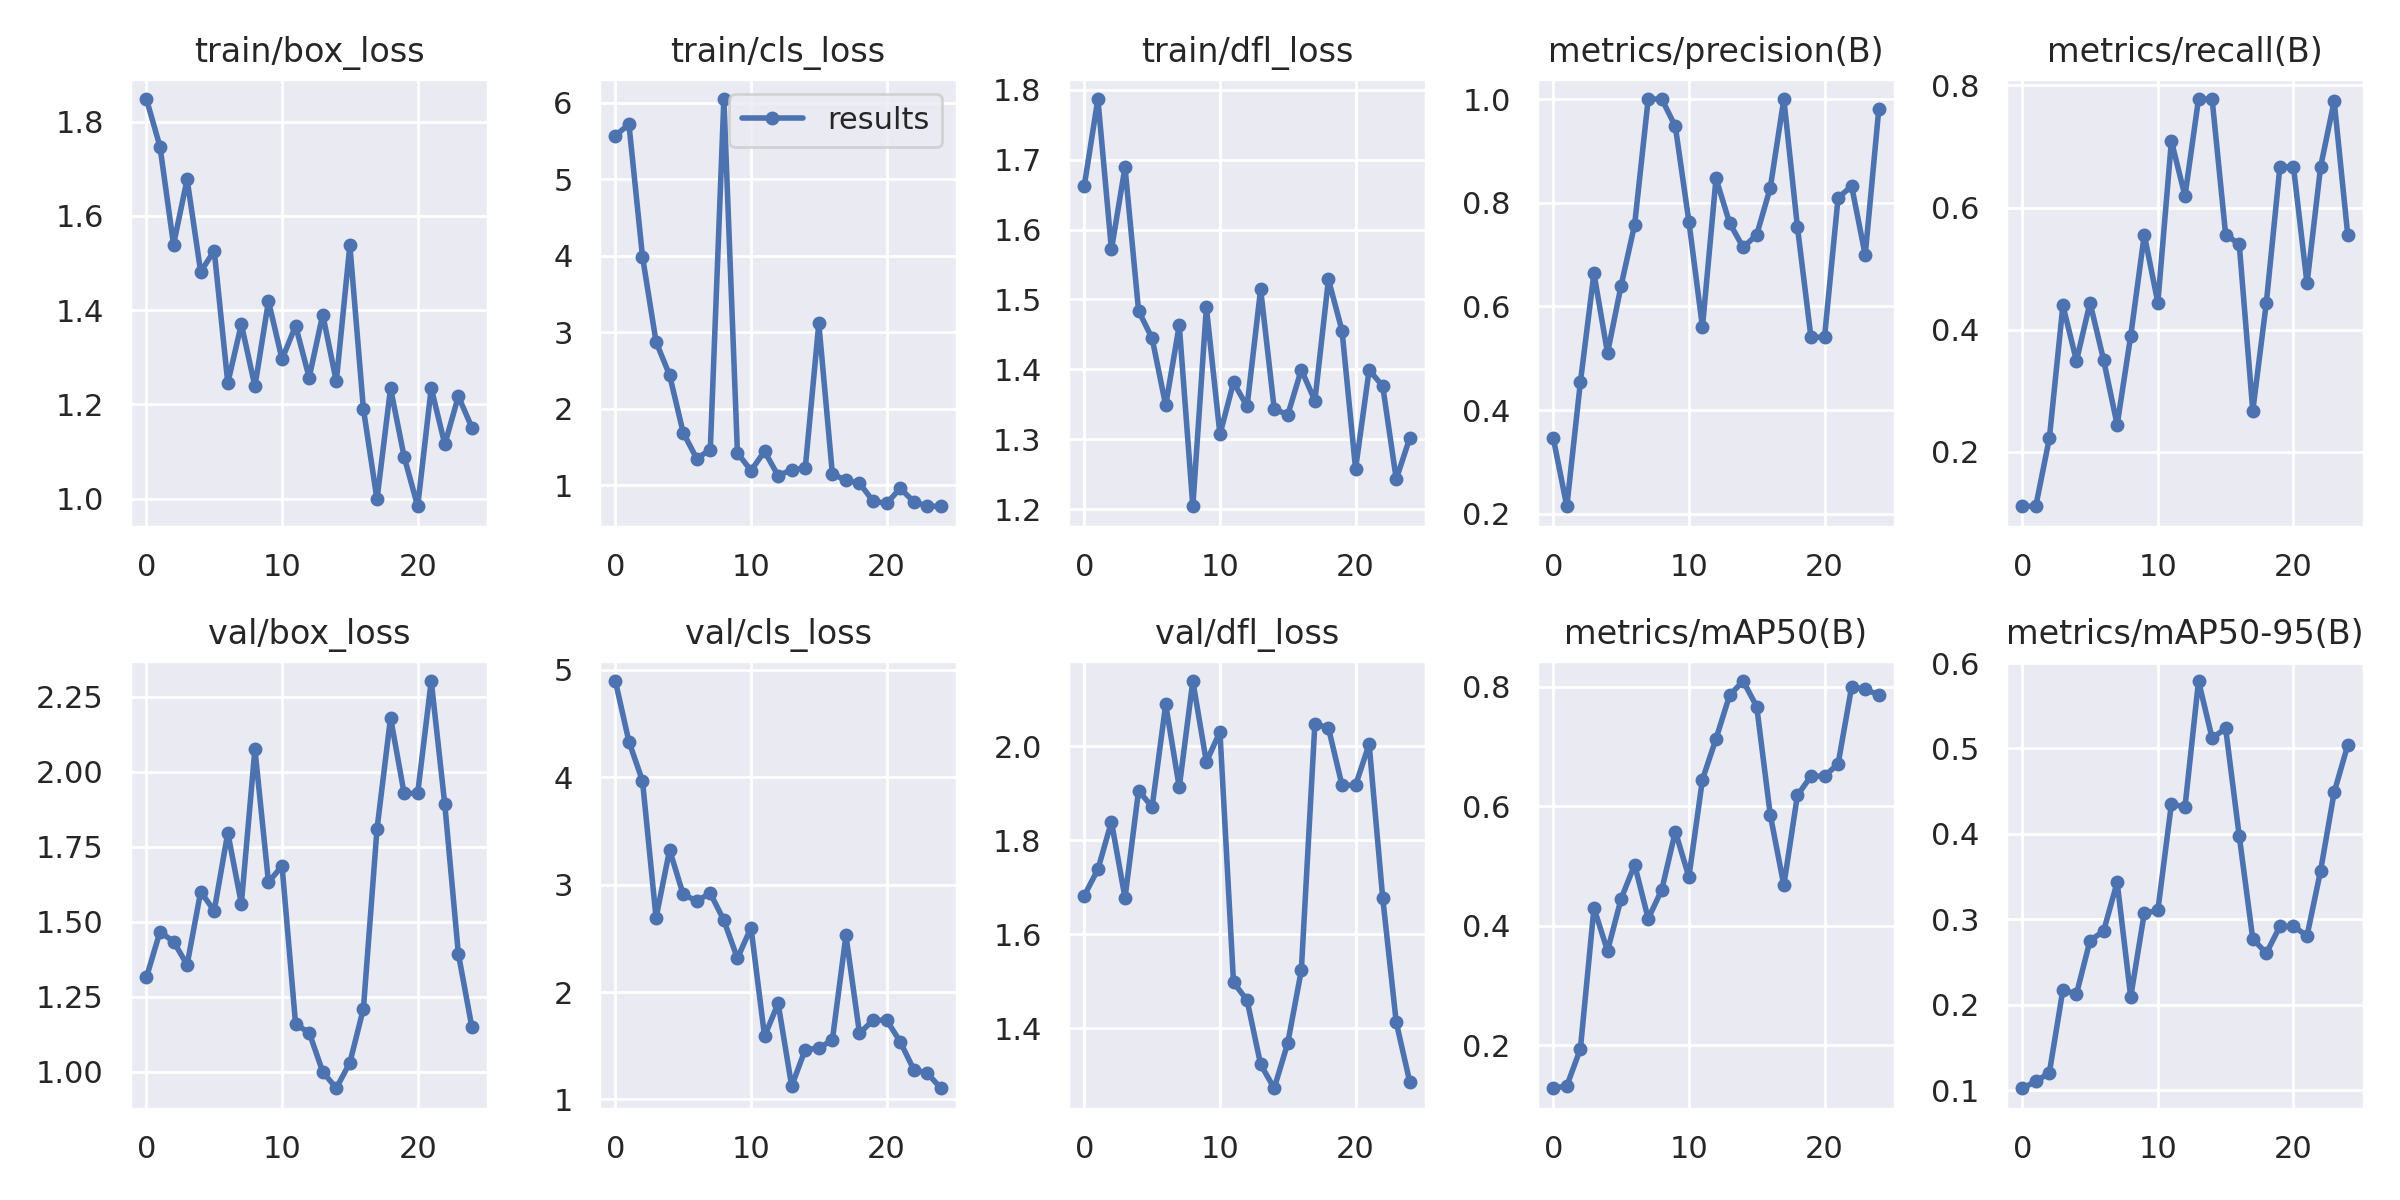 train/box_loss
train/cls_loss
train/dfl_loss
metrics/precision(B)
metrics/recall(B)
1.8
1.6
1.4
1.2
1.0
0 10 20
results
6
5
4
3
2
1
0 10 20
1.8
1.7
1.6
1.5
1.4
1.3
1.2
0 10 20
1.0
0.8
0.6
0.4
0.2
0 10 20
0.8
0.6
0.4
0.2
0 10 20
val/box_loss
val/cls_loss
val/dfl_loss
metrics/mAP50(B)
metrics/mAP50-95(B)
2.25
2.00
1.75
1.50
1.25
1.00
0 10 20
5
4
3
2
1
0 10 20
2.0
1.8
1.6
1.4
0 10 20
0.8
0.6
0.4
0.2
0 10 20
0.6
0.5
0.4
0.3
0.2
0.1
0 10 20